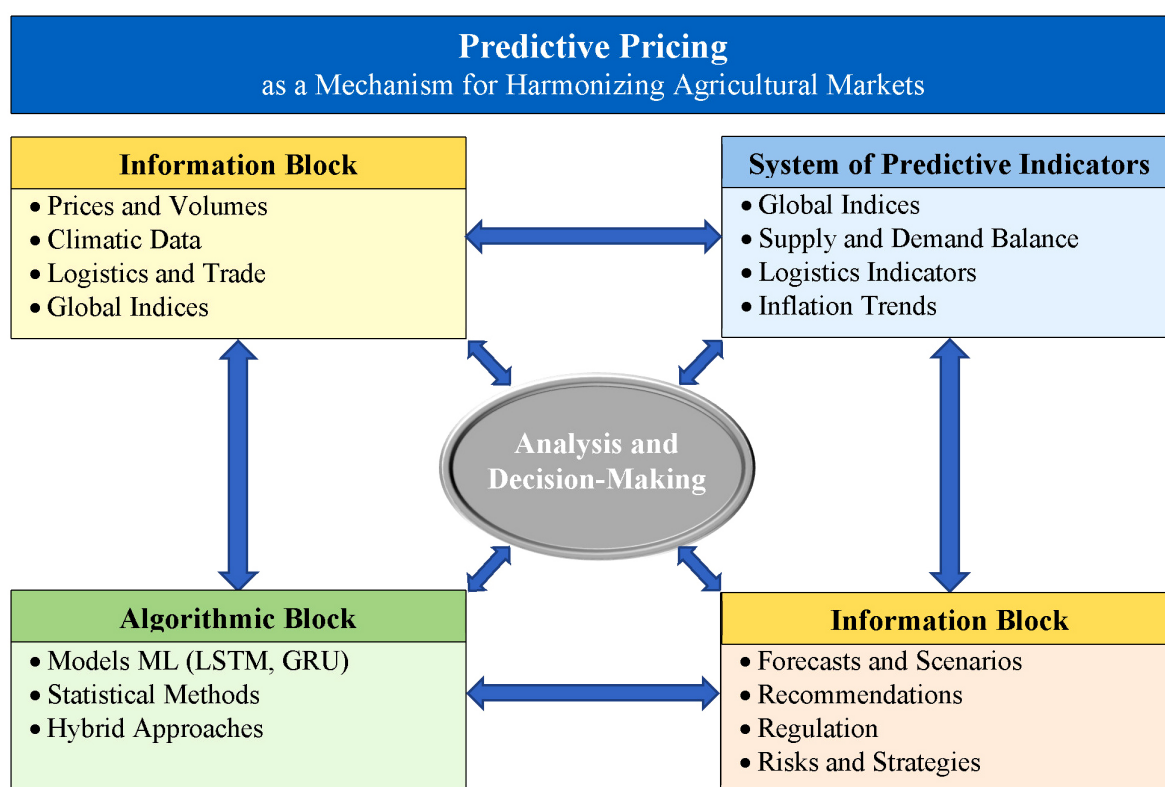 Predictive Pricing
as a Mechanism for Harmonizing Agricultural Markets
Information Block
• Prices and Volumes
• Climatic Data
• Logistics and Trade
• Global Indices
System of Predictive Indicators
• Global Indices
• Supply and Demand Balance
• Logistics Indicators
• Inflation Trends
Analysis and
Decision-Making
Algorithmic Block
• Models ML (LSTM, GRU)
• Statistical Methods
• Hybrid Approaches
Information Block
• Forecasts and Scenarios
• Recommendations
• Regulation
• Risks and Strategies